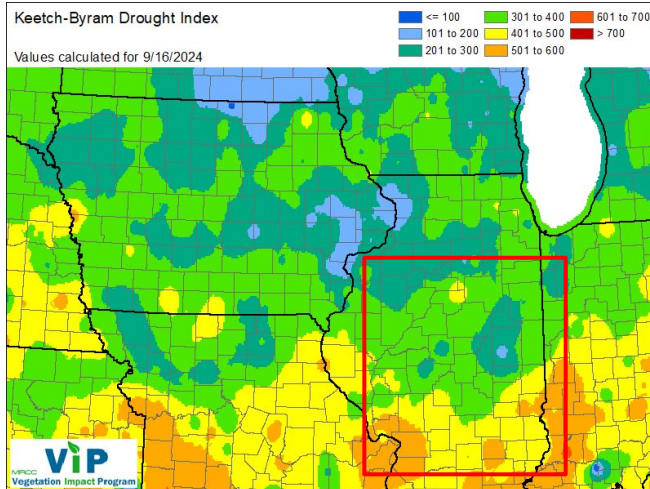 Keetch-Byram Drought Index
Values calculated for 9/16/2024
<= 100
101 to 200
201 to 300
301 to 400
401 to 500
501 to 600
601 to 700
> 700
MRCC
ViP
Vegetation Impact Program